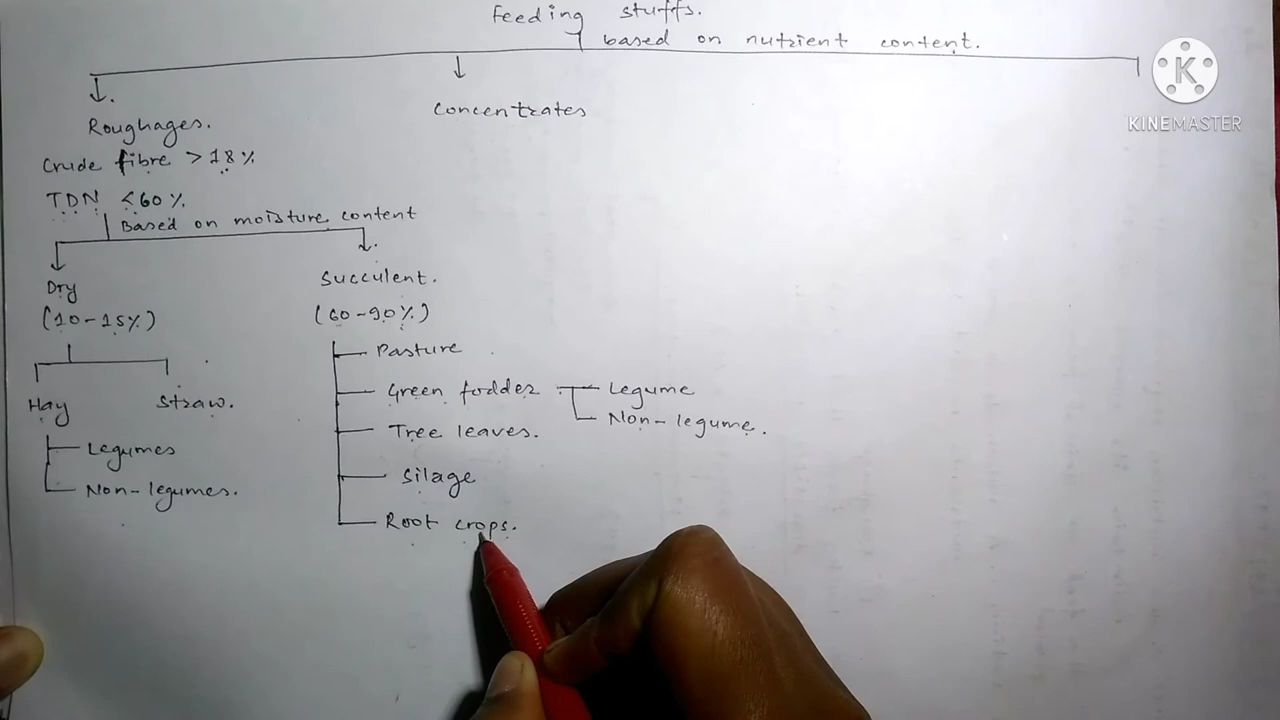 Feeding stuffs.
based on nutrient content.
Roughages.
Concentrates
Crude fibre > 18%
TDN < 60%
Based on moisture content
Dry
(10-15%)
Hay
Straw.
Legumes
Non-legumes.
Succulent.
(60-90%)
Pasture
Green fodder
Legume
Non-legume.
Tree leaves.
Silage
Root crops.
K
KINEMASTER